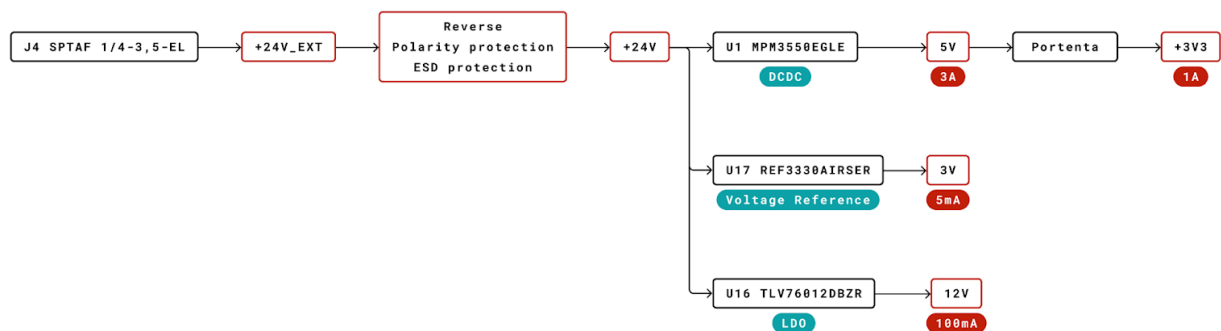 J4 SPTAF 1/4-3,5-EL
+24V_EXT
Reverse
Polarity protection
ESD protection
+24V
U1 MPM3550EGLE
DCDC
5V
3A
Portenta
+3V3
1A
U17 REF3330AIRSER
Voltage Reference
3V
5mA
U16 TLV76012DBZR
LDO
12V
100mA